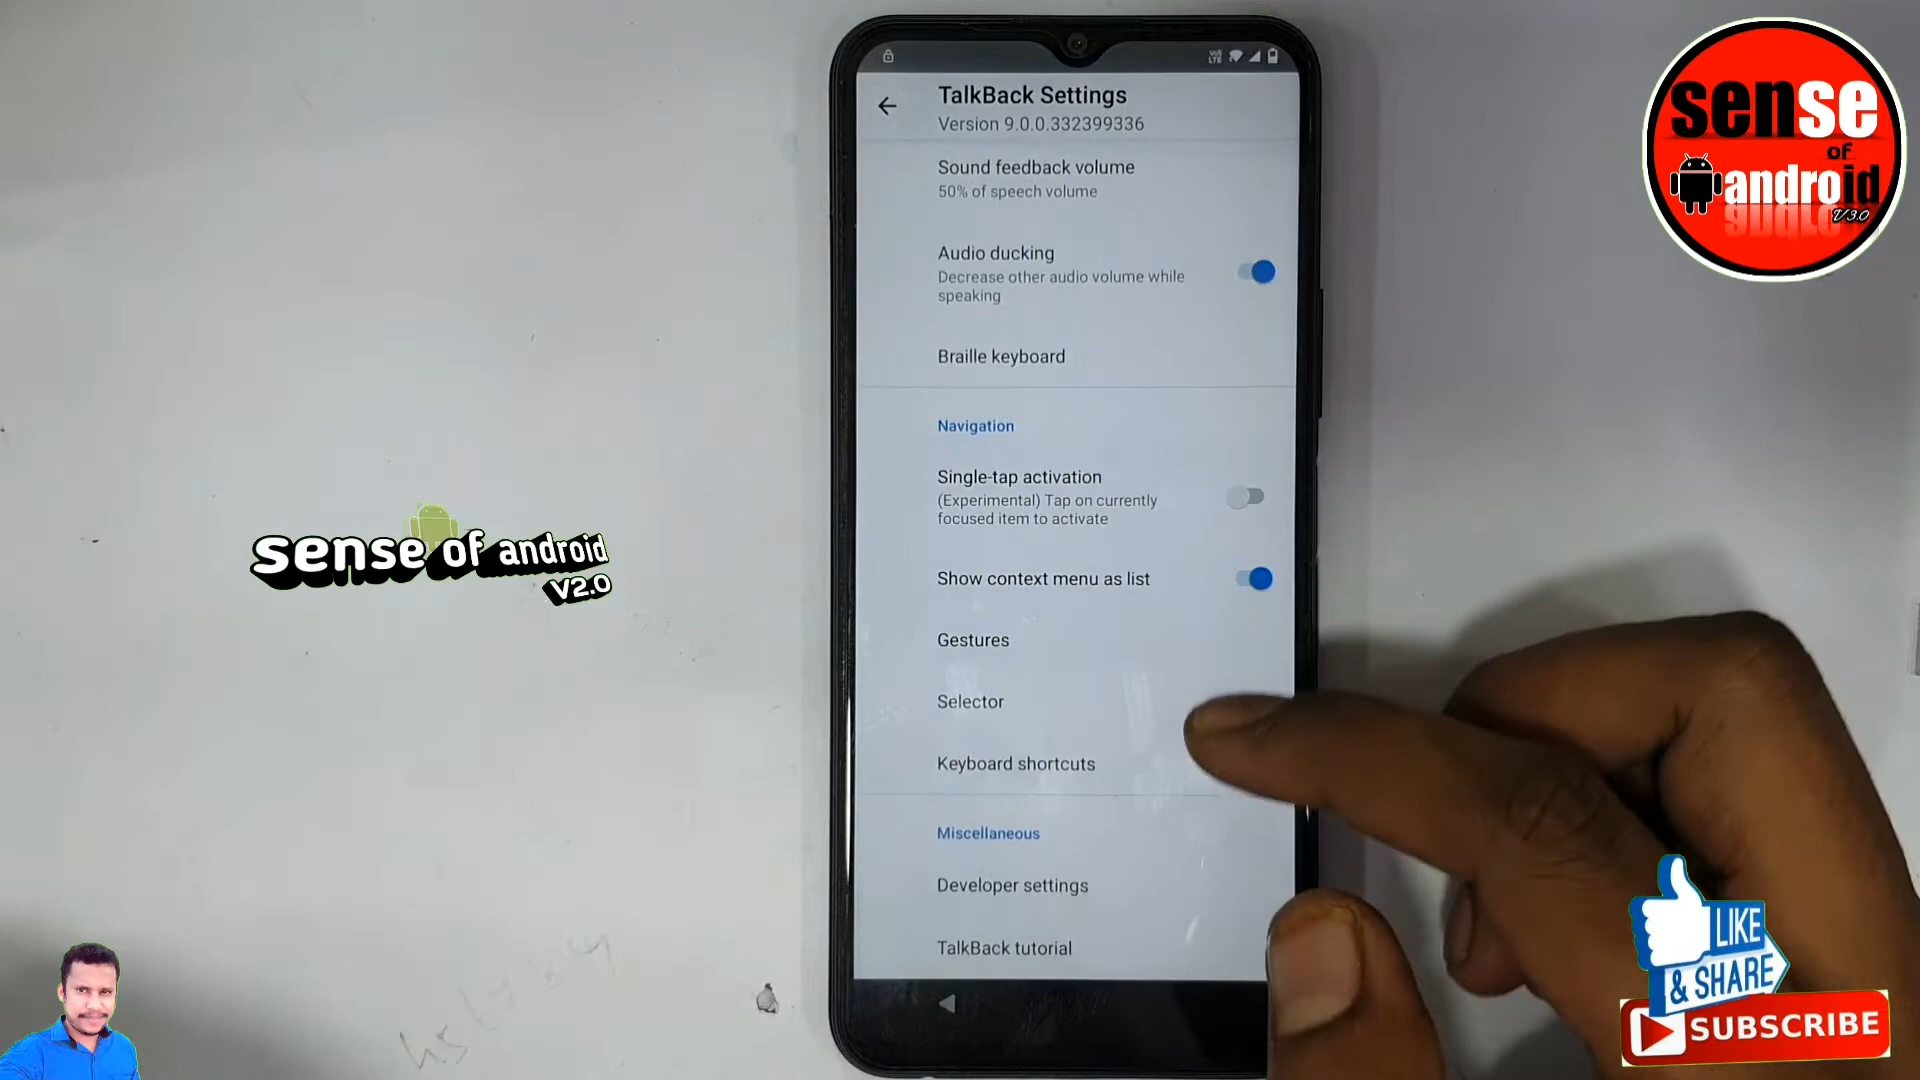 TalkBack Settings
Version 9.0.0.332399336
Sound feedback volume
50% of speech volume
Audio ducking
Decrease other audio volume while
speaking
Braille keyboard
Navigation
Single-tap activation
(Experimental) Tap on currently
focused item to activate
Show context menu as list
Gestures
Selector
Keyboard shortcuts
Miscellaneous
Developer settings
TalkBack tutorial
sense of android
V2.0
sense
of
android
V3.0
LIKE
& SHARE
SUBSCRIBE